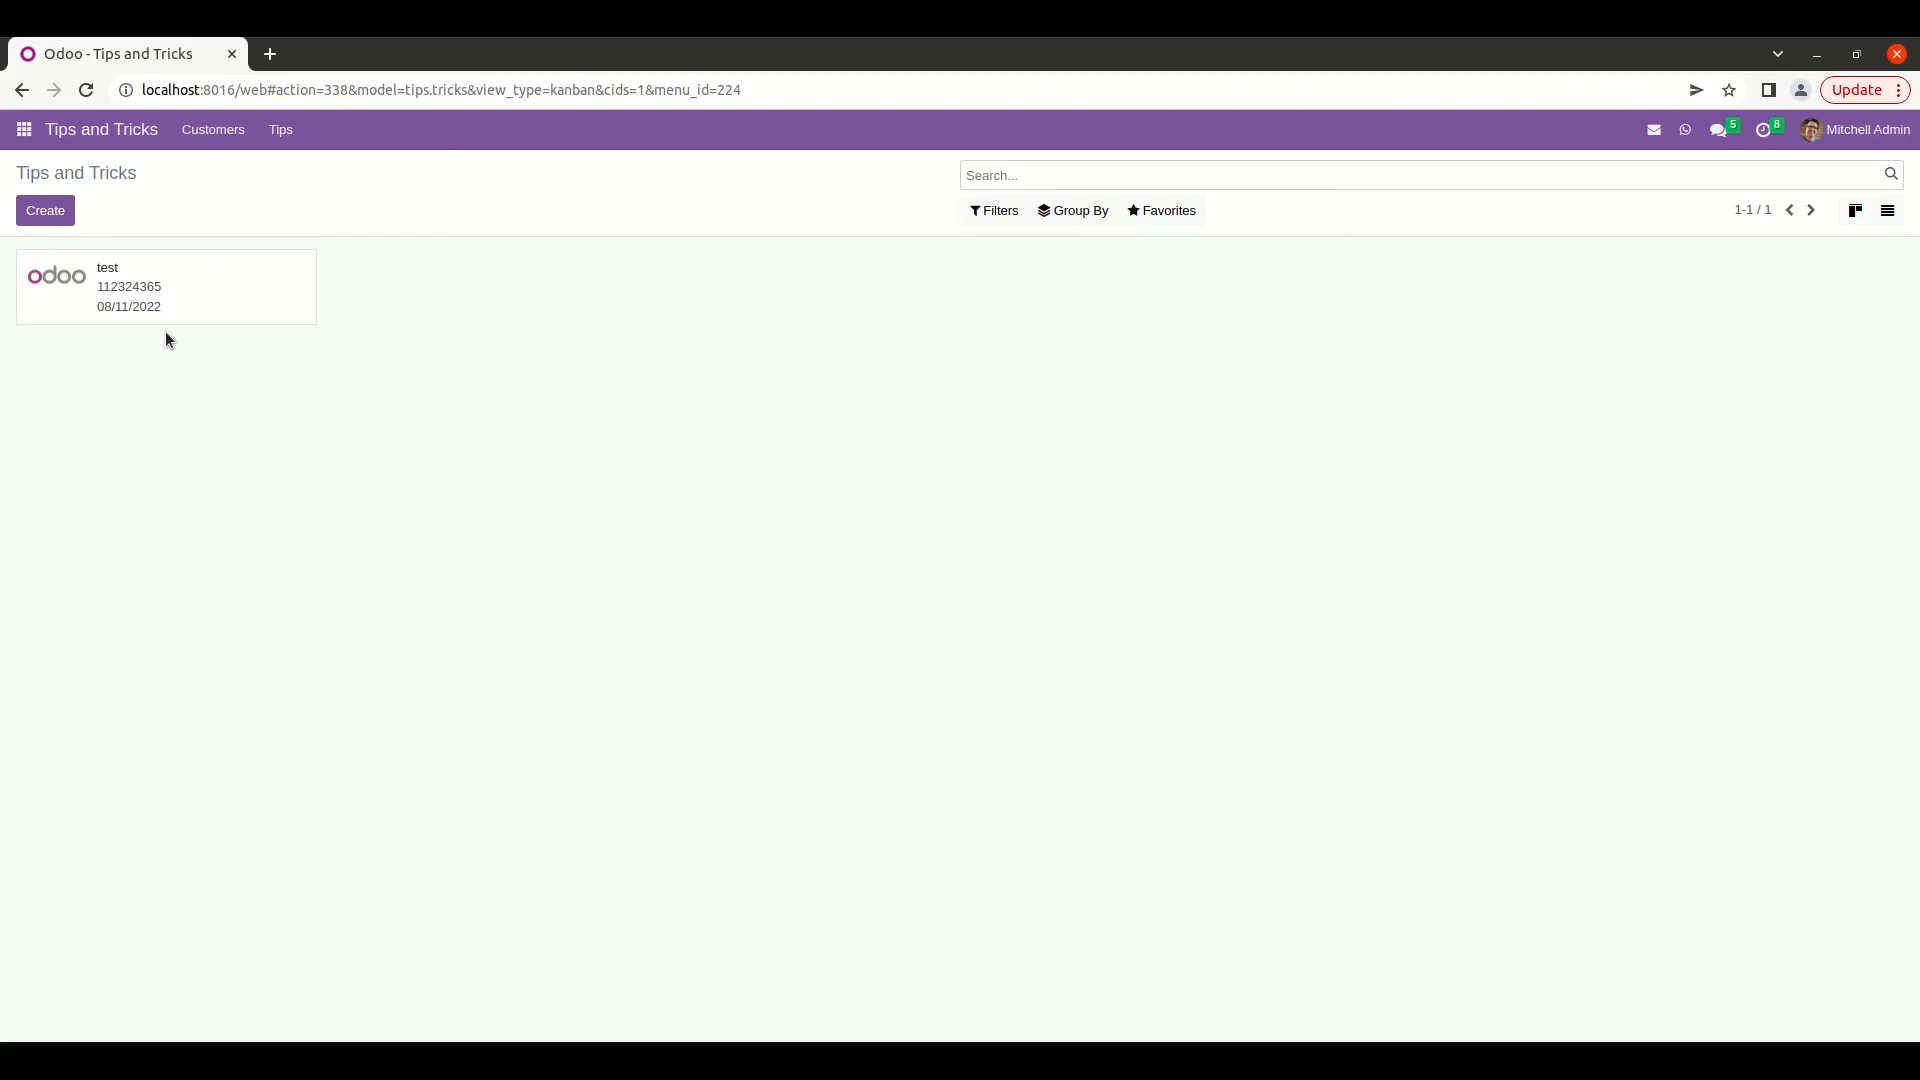 Odoo - Tips and Tricks
localhost:8016/web#action=338&model=tips.tricks&view_type=kanban&cids=1&menu_id=224
Update
Tips and Tricks Customers Tips
5 8 Mitchell Admin
Tips and Tricks
Search...
Create
Filters Group By Favorites
1-1 / 1
odoo
test
112324365
08/11/2022